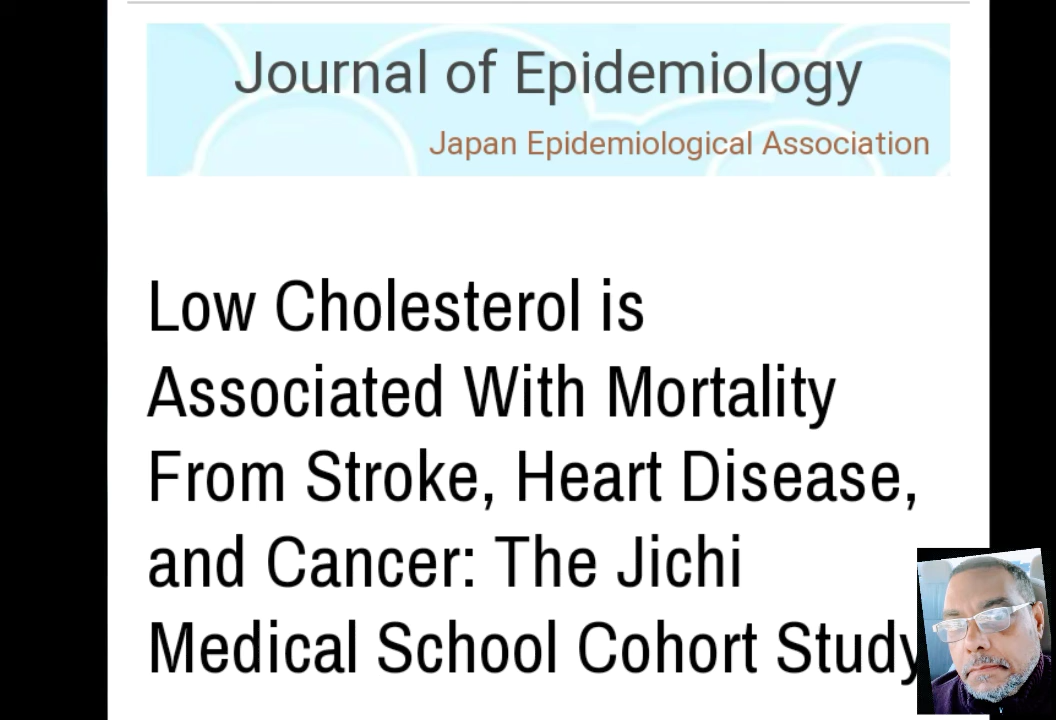 Journal of Epidemiology
Japan Epidemiological Association
Low Cholesterol is
Associated With Mortality
From Stroke, Heart Disease,
and Cancer: The Jichi
Medical School Cohort Study